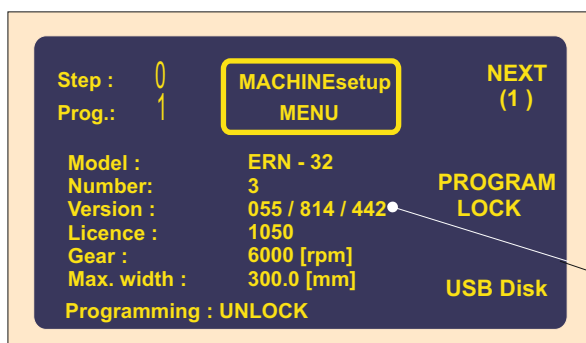 Step : 0
Prog.: 1
MACHINEsetup
MENU
NEXT
(1 )
Model : ERN - 32
Number: 3
Version : 055 / 814 / 442
Licence : 1050
Gear : 6000 [rpm]
Max. width : 300.0 [mm]
Programming : UNLOCK
PROGRAM
LOCK
USB Disk